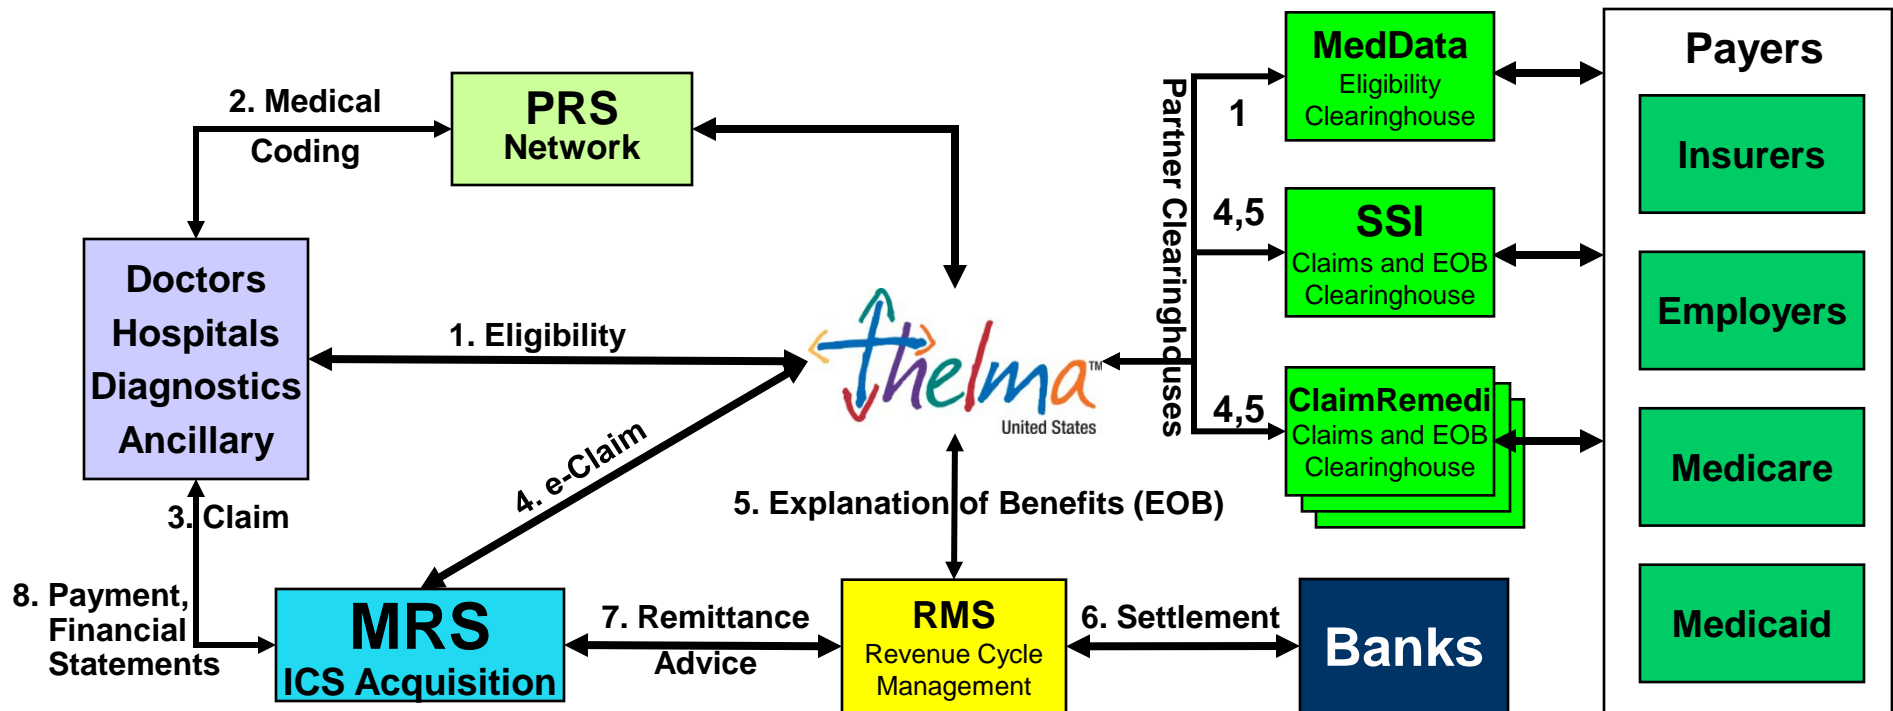 2. Medical
Coding
PRS
Network
Doctors
Hospitals
Diagnostics
Ancillary
1. Eligibility
thelma™
United States
3. Claim
4. e-Claim
8. Payment,
Financial
Statements
MRS
ICS Acquisition
7. Remittance
Advice
5. Explanation of Benefits (EOB)
RMS
Revenue Cycle
Management
6. Settlement
Banks
Partner Clearinghouses
1
4,5
4,5
MedData
Eligibility
Clearinghouse
SSI
Claims and EOB
Clearinghouse
ClaimRemedi
Claims and EOB
Clearinghouse
Payers
Insurers
Employers
Medicare
Medicaid